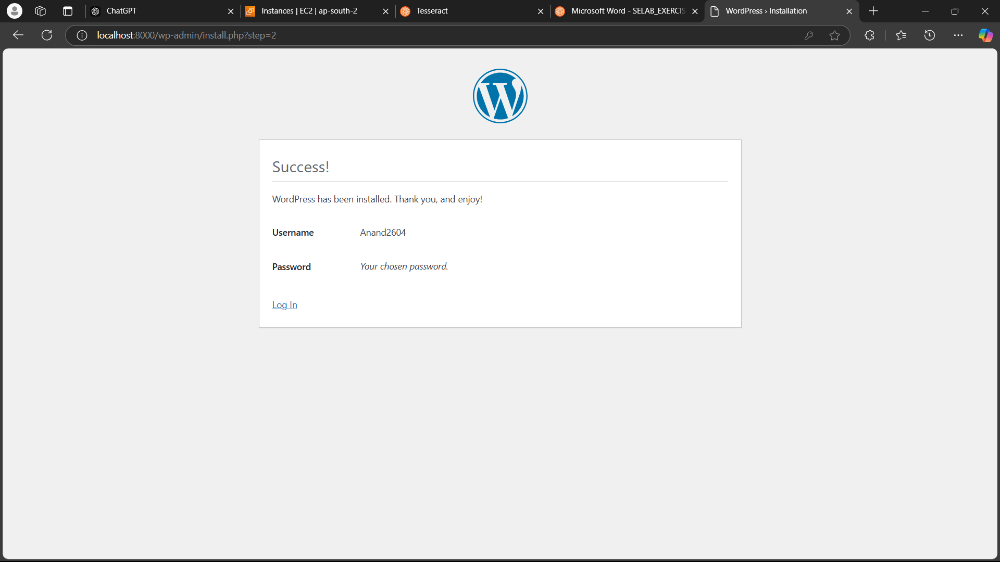 ChatGPT
Instances | EC2 | ap-south-2
Tesseract
Microsoft Word - SELAB_EXERCIS
WordPress › Installation
localhost:8000/wp-admin/install.php?step=2
Success!
WordPress has been installed. Thank you, and enjoy!
Username Anand2604
Password Your chosen password.
Log In